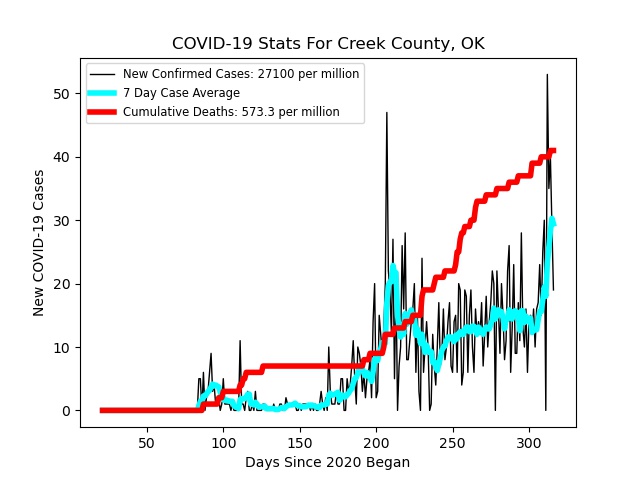 COVID-19 Stats For Creek County, OK
New Confirmed Cases: 27100 per million
7 Day Case Average
Cumulative Deaths: 573.3 per million
New COVID-19 Cases
50
40
30
20
10
0
50 100 150 200 250 300
Days Since 2020 Began